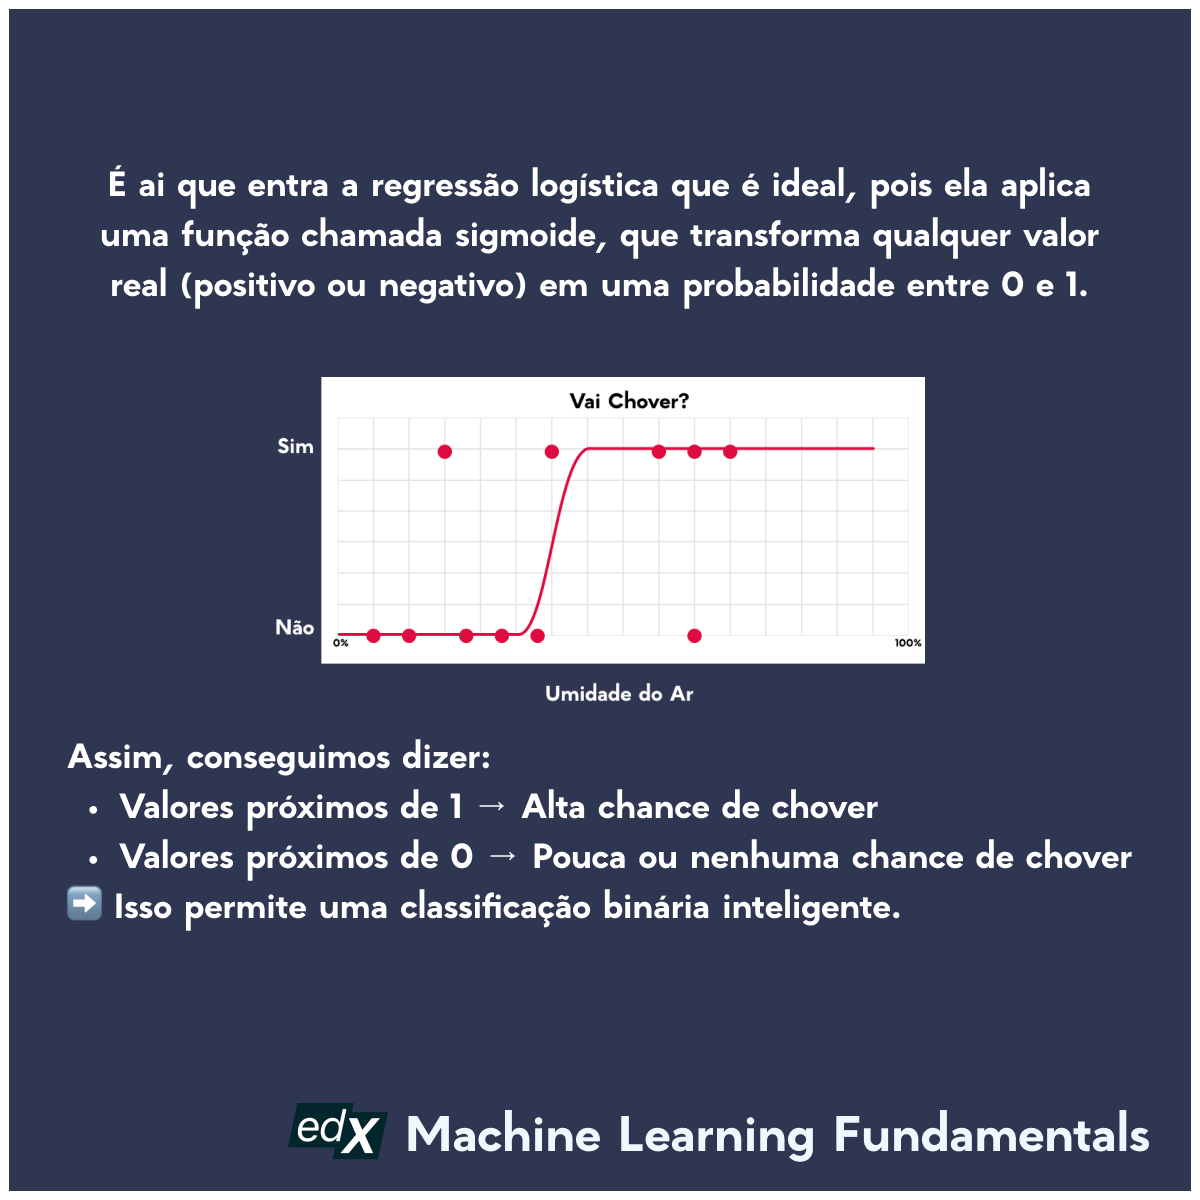 É ai que entra a regressão logística que é ideal, pois ela aplica
uma função chamada sigmoide, que transforma qualquer valor
real (positivo ou negativo) em uma probabilidade entre 0 e 1.
Vai Chover?
Sim
Não
0%
100%
Umidade do Ar
Assim, conseguimos dizer:
• Valores próximos de 1 → Alta chance de chover
• Valores próximos de 0 → Pouca ou nenhuma chance de chover
➡️ Isso permite uma classificação binária inteligente.
edX Machine Learning Fundamentals